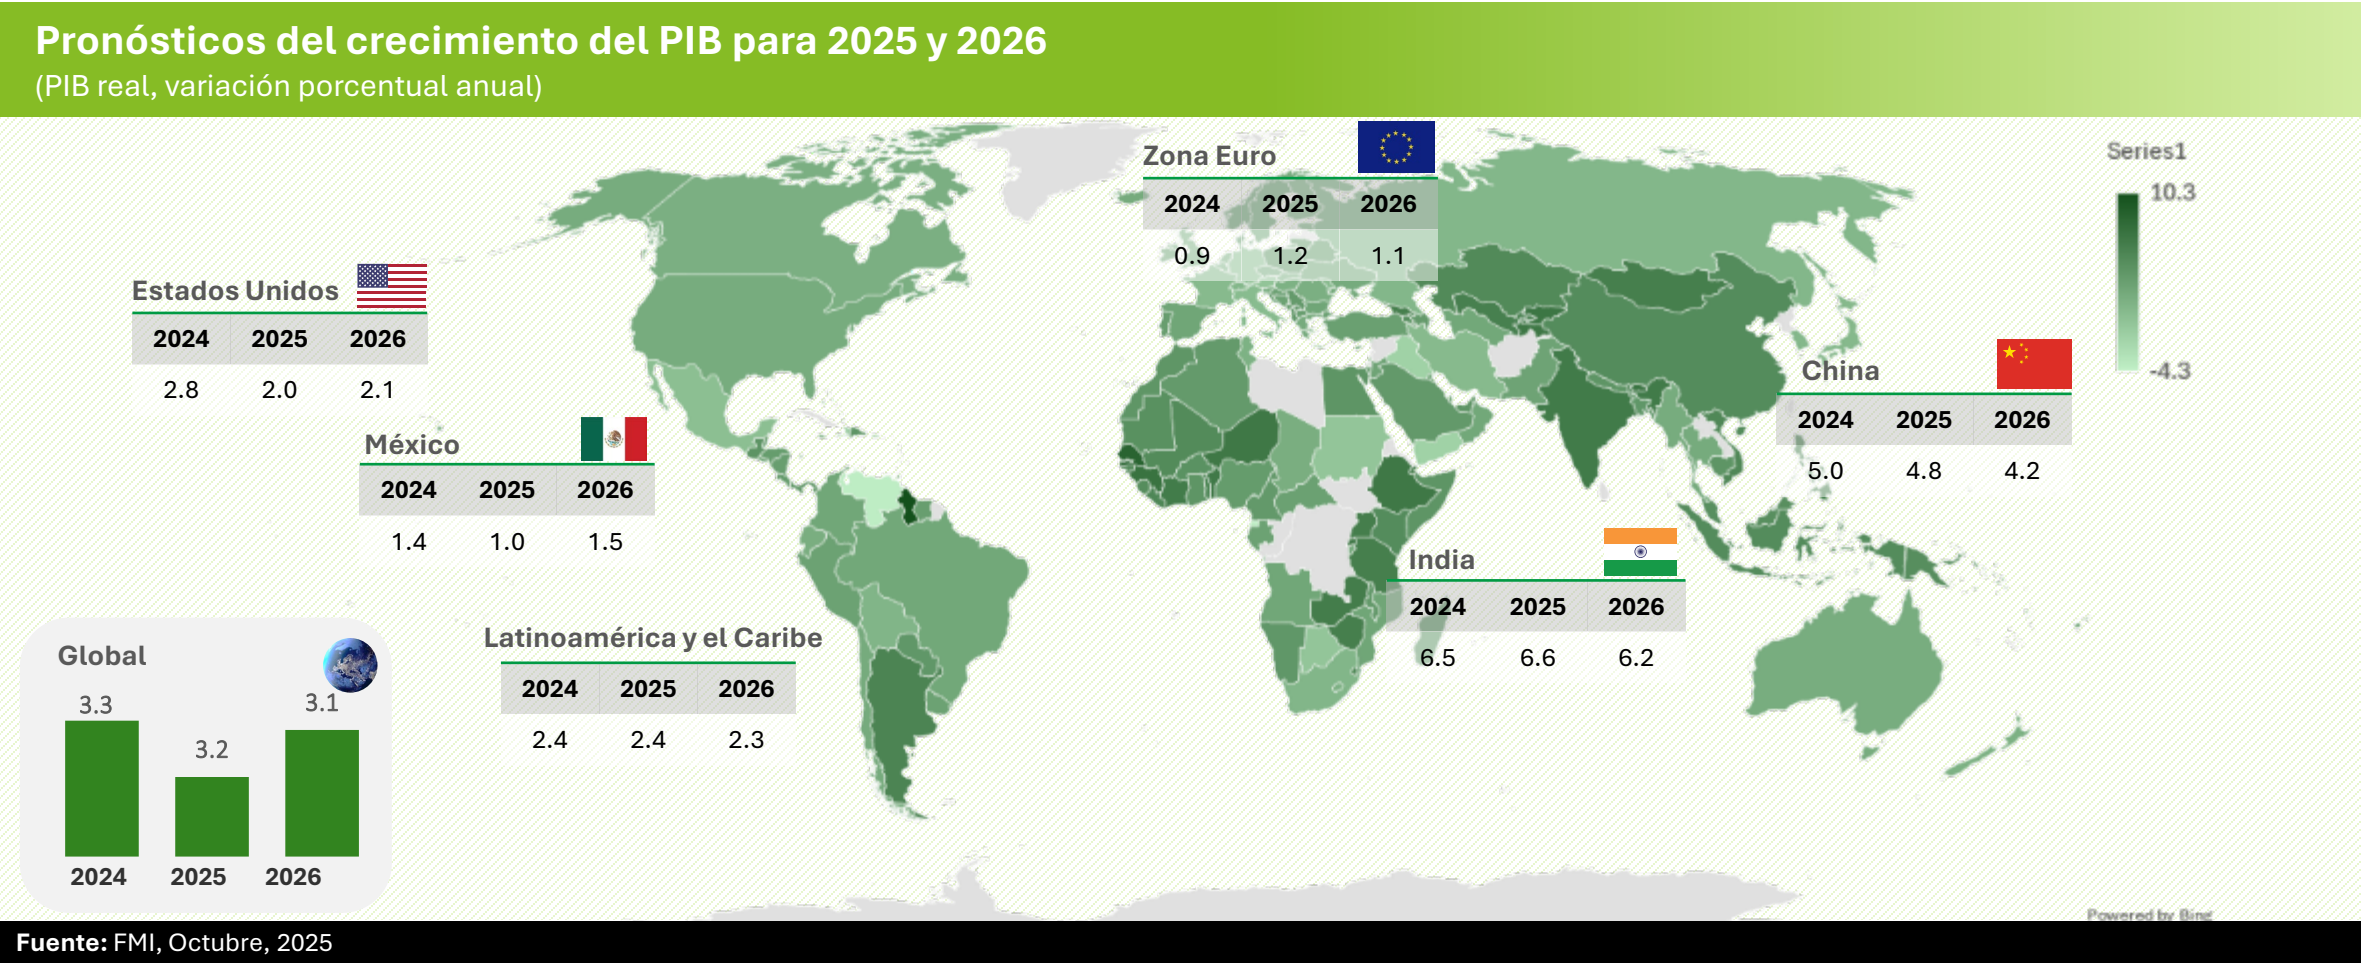 Pronósticos del crecimiento del PIB para 2025 y 2026
(PIB real, variación porcentual anual)
Zona Euro
2024 2025 2026
0.9 1.2 1.1
Series1
10.3
-4.3
Estados Unidos
2024 2025 2026
2.8 2.0 2.1
China
2024 2025 2026
5.0 4.8 4.2
México
2024 2025 2026
1.4 1.0 1.5
India
2024 2025 2026
6.5 6.6 6.2
Latinoamérica y el Caribe
2024 2025 2026
2.4 2.4 2.3
Global
3.3 3.2 3.1
2024 2025 2026
Powered by Bing
Fuente: FMI, Octubre, 2025